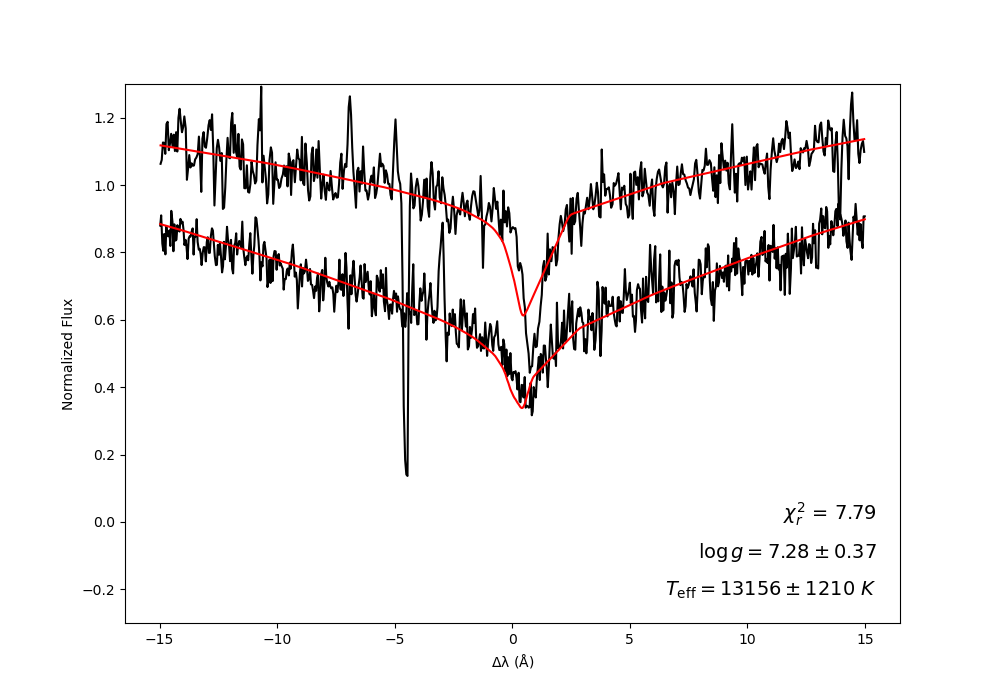 1.2
1.0
0.8
0.6
0.4
0.2
0.0
−0.2
Normalized Flux
χ²ᵣ = 7.79
log g = 7.28 ± 0.37
T_eff = 13156 ± 1210 K
−15 −10 −5 0 5 10 15
Δλ (Å)